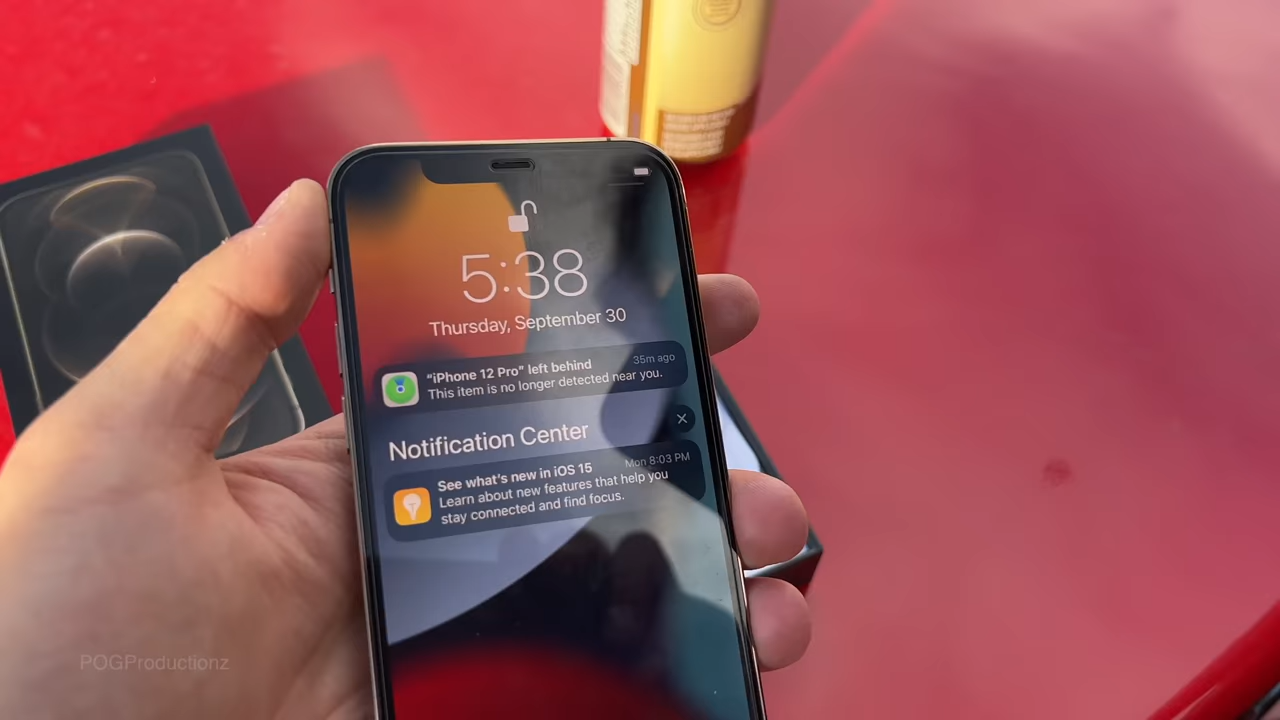 5:38
Thursday, September 30
“iPhone 12 Pro” left behind 35m ago
This item is no longer detected near you.
Notification Center
See what's new in iOS 15 Mon 8:03 PM
Learn about new features that help you
stay connected and find focus.
POGProductionz